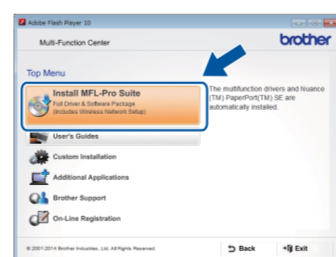 Adobe Flash Player 10
Multi-Function Center
brother
Top Menu
Install MFL-Pro Suite
Full Driver & Software Package
(Includes Wireless Network Setup)
The multifunction drivers and Nuance
(TM) PaperPort(TM) SE are
automatically installed.
User's Guides
Custom Installation
Additional Applications
Brother Support
On-Line Registration
© 2001-2014 Brother Industries, Ltd. All Rights Reserved.
Back
Exit